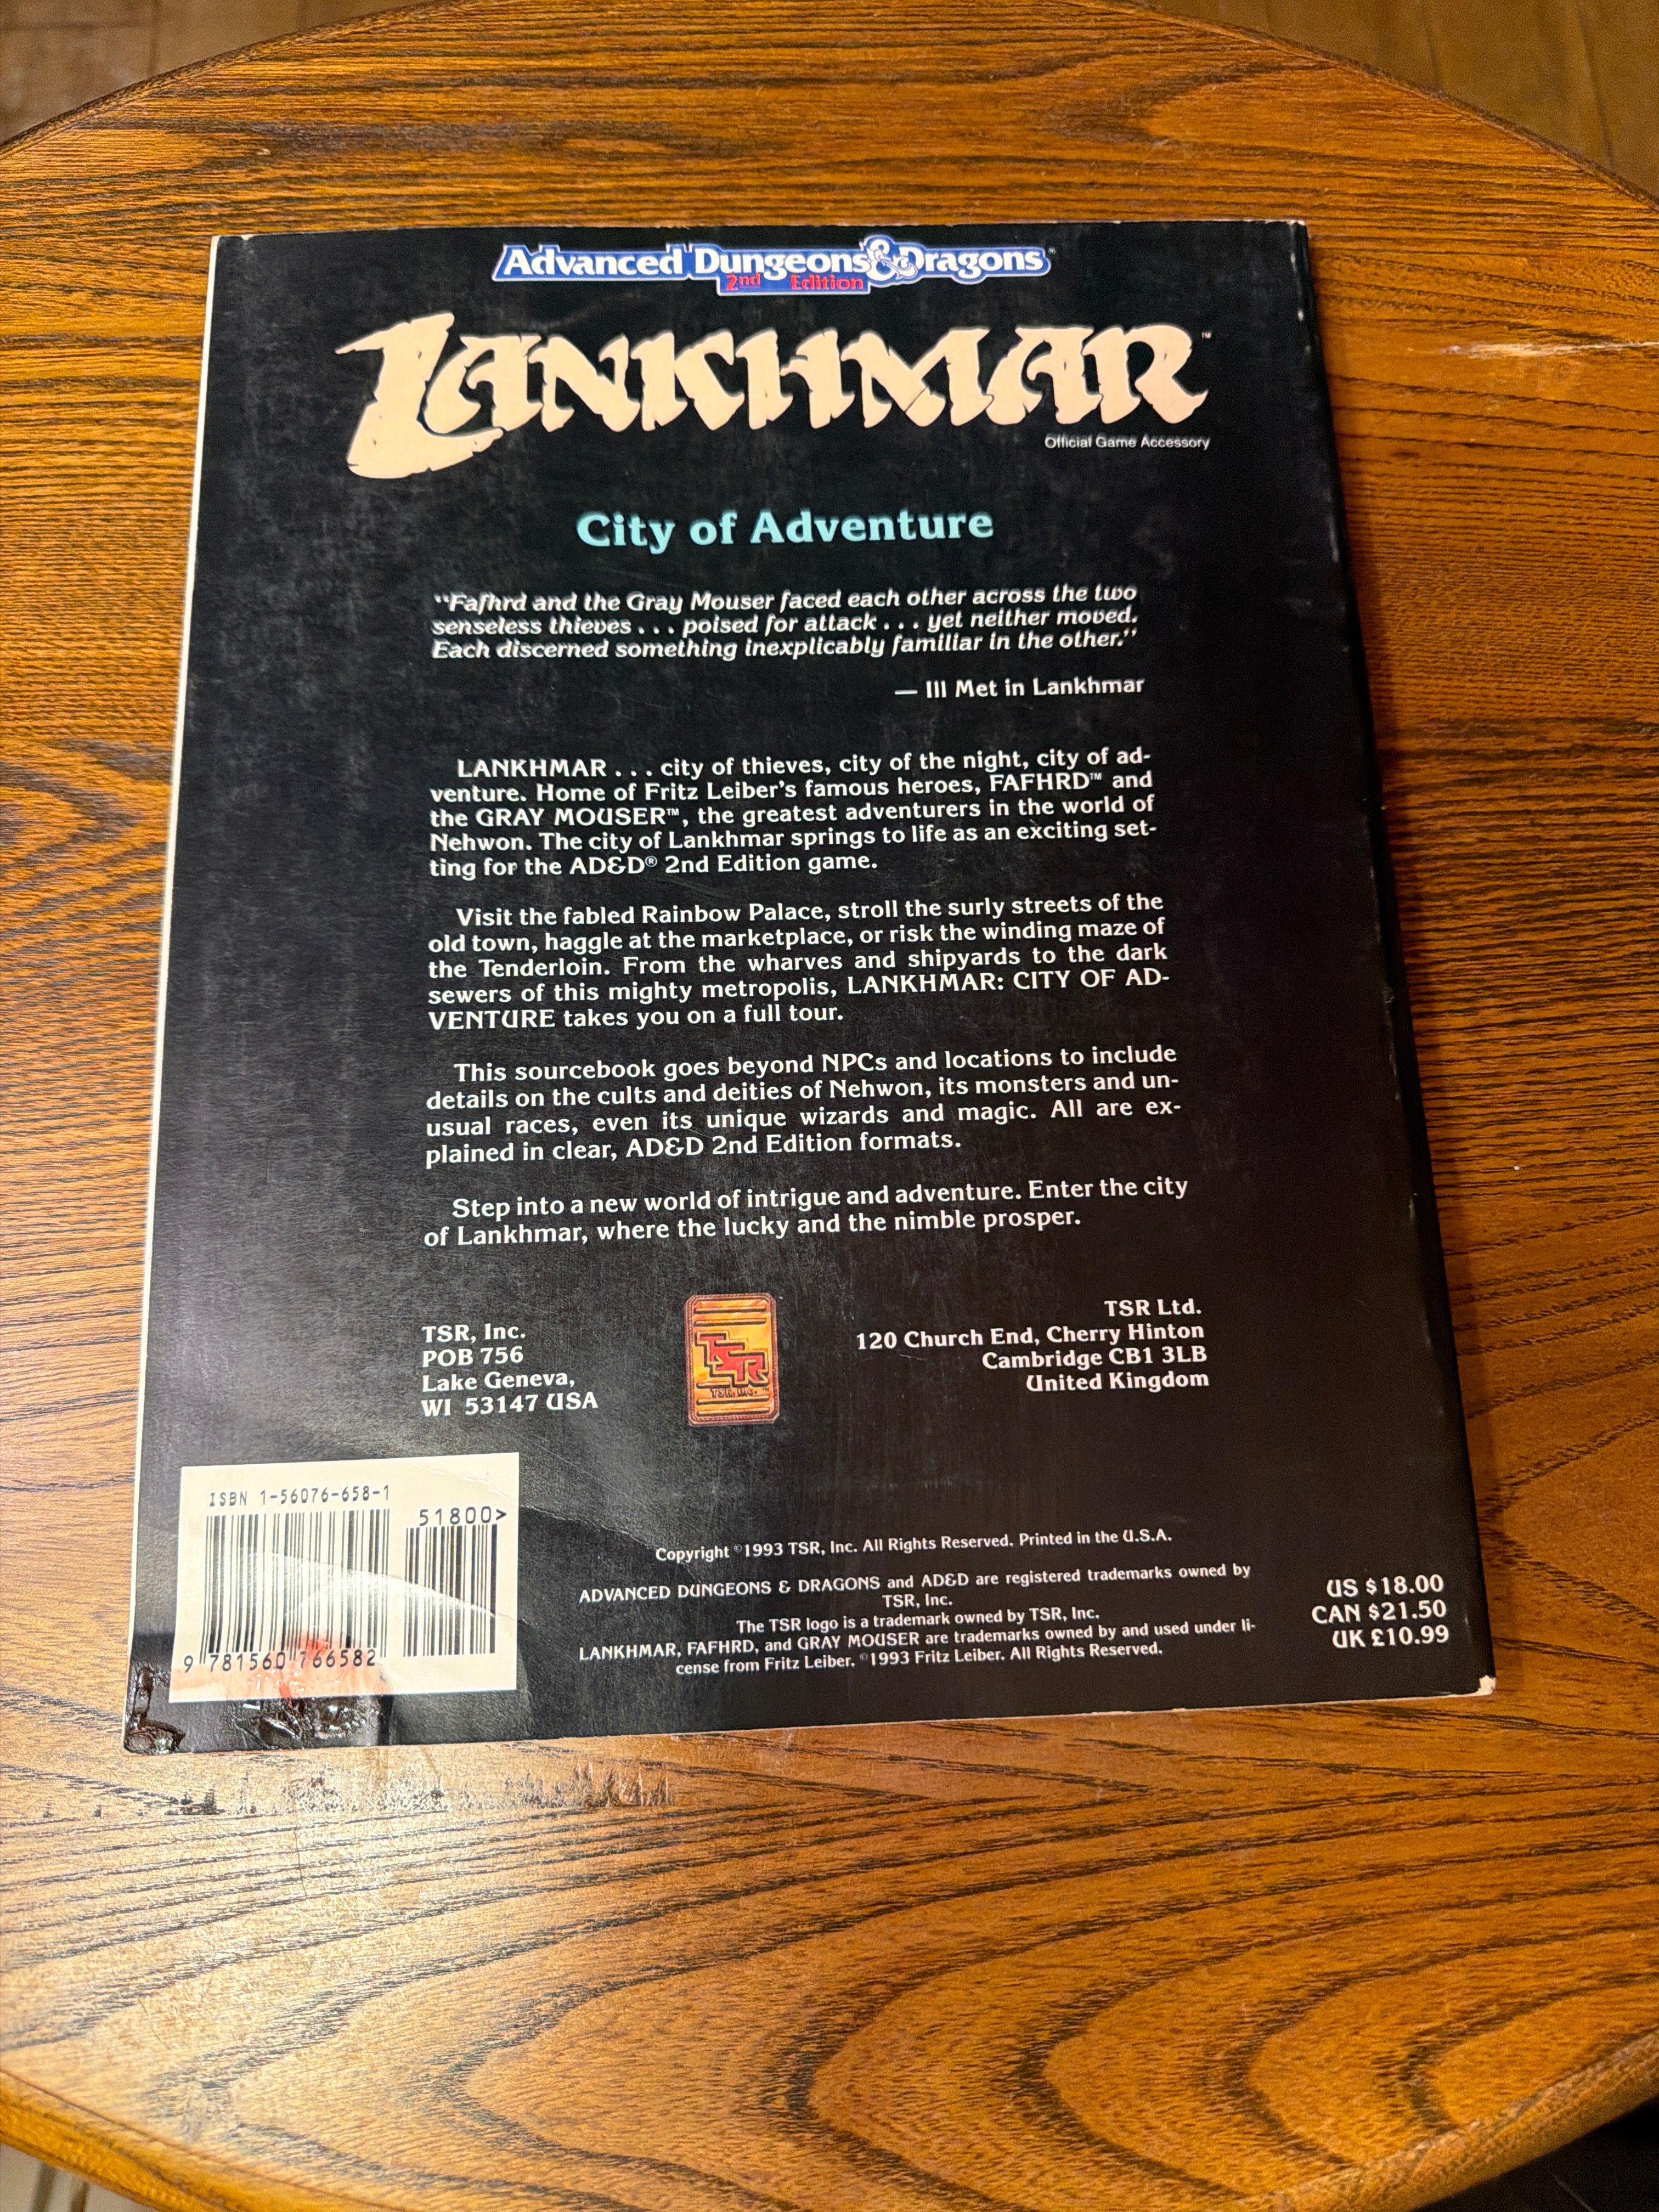 Advanced Dungeons & Dragons®
2nd Edition
LANKHMAR™
Official Game Accessory
City of Adventure
"Fafhrd and the Gray Mouser faced each other across the two
senseless thieves . . . poised for attack . . . yet neither moved.
Each discerned something inexplicably familiar in the other."
— Ill Met in Lankhmar
LANKHMAR . . . city of thieves, city of the night, city of ad-
venture. Home of Fritz Leiber's famous heroes, FAFHRD™ and
the GRAY MOUSER™, the greatest adventurers in the world of
Nehwon. The city of Lankhmar springs to life as an exciting set-
ting for the AD&D® 2nd Edition game.
Visit the fabled Rainbow Palace, stroll the surly streets of the
old town, haggle at the marketplace, or risk the winding maze of
the Tenderloin. From the wharves and shipyards to the dark
sewers of this mighty metropolis, LANKHMAR: CITY OF AD-
VENTURE takes you on a full tour.
This sourcebook goes beyond NPCs and locations to include
details on the cults and deities of Nehwon, its monsters and un-
usual races, even its unique wizards and magic. All are ex-
plained in clear, AD&D 2nd Edition formats.
Step into a new world of intrigue and adventure. Enter the city
of Lankhmar, where the lucky and the nimble prosper.
TSR, Inc.
POB 756
Lake Geneva,
WI 53147 USA
TSR
TSR, Inc.™
TSR Ltd.
120 Church End, Cherry Hinton
Cambridge CB1 3LB
United Kingdom
ISBN 1-56076-658-1
51800>
9 781560 766582
Copyright ©1993 TSR, Inc. All Rights Reserved. Printed in the U.S.A.
ADVANCED DUNGEONS & DRAGONS and AD&D are registered trademarks owned by
TSR, Inc.
The TSR logo is a trademark owned by TSR, Inc.
LANKHMAR, FAFHRD, and GRAY MOUSER are trademarks owned by and used under li-
cense from Fritz Leiber. ©1993 Fritz Leiber. All Rights Reserved.
US $18.00
CAN $21.50
UK £10.99